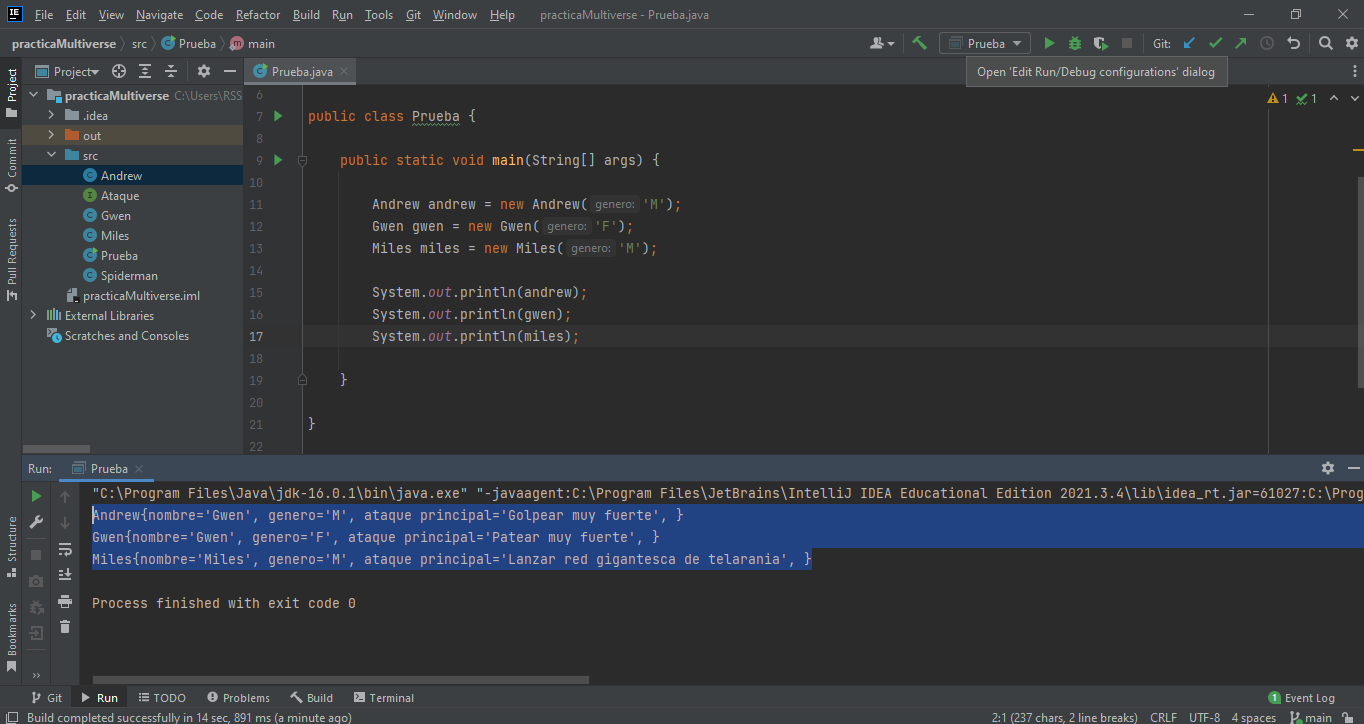 IE File Edit View Navigate Code Refactor Build Run Tools Git Window Help practicaMultiverse - Prueba.java
practicaMultiverse src Prueba main Prueba Git:
Open 'Edit Run/Debug configurations' dialog
Project Prueba.java
practicaMultiverse C:\Users\RSS
.idea
out
src
Andrew
Ataque
Gwen
Miles
Prueba
Spiderman
practicaMultiverse.iml
External Libraries
Scratches and Consoles
Project
Commit
Pull Requests
1 1
6
7 public class Prueba {
8
9 public static void main(String[] args) {
10
11 Andrew andrew = new Andrew( genero: 'M');
12 Gwen gwen = new Gwen( genero: 'F');
13 Miles miles = new Miles( genero: 'M');
14
15 System.out.println(andrew);
16 System.out.println(gwen);
17 System.out.println(miles);
18
19 }
20
21 }
22
Run: Prueba
"C:\Program Files\Java\jdk-16.0.1\bin\java.exe" "-javaagent:C:\Program Files\JetBrains\IntelliJ IDEA Educational Edition 2021.3.4\lib\idea_rt.jar=61027:C:\Prog
Andrew{nombre='Gwen', genero='M', ataque principal='Golpear muy fuerte', }
Gwen{nombre='Gwen', genero='F', ataque principal='Patear muy fuerte', }
Miles{nombre='Miles', genero='M', ataque principal='Lanzar red gigantesca de telarania', }
Process finished with exit code 0
Structure
Bookmarks
Git Run TODO Problems Build Terminal 1 Event Log
Build completed successfully in 14 sec, 891 ms (a minute ago) 2:1 (237 chars, 2 line breaks) CRLF UTF-8 4 spaces main